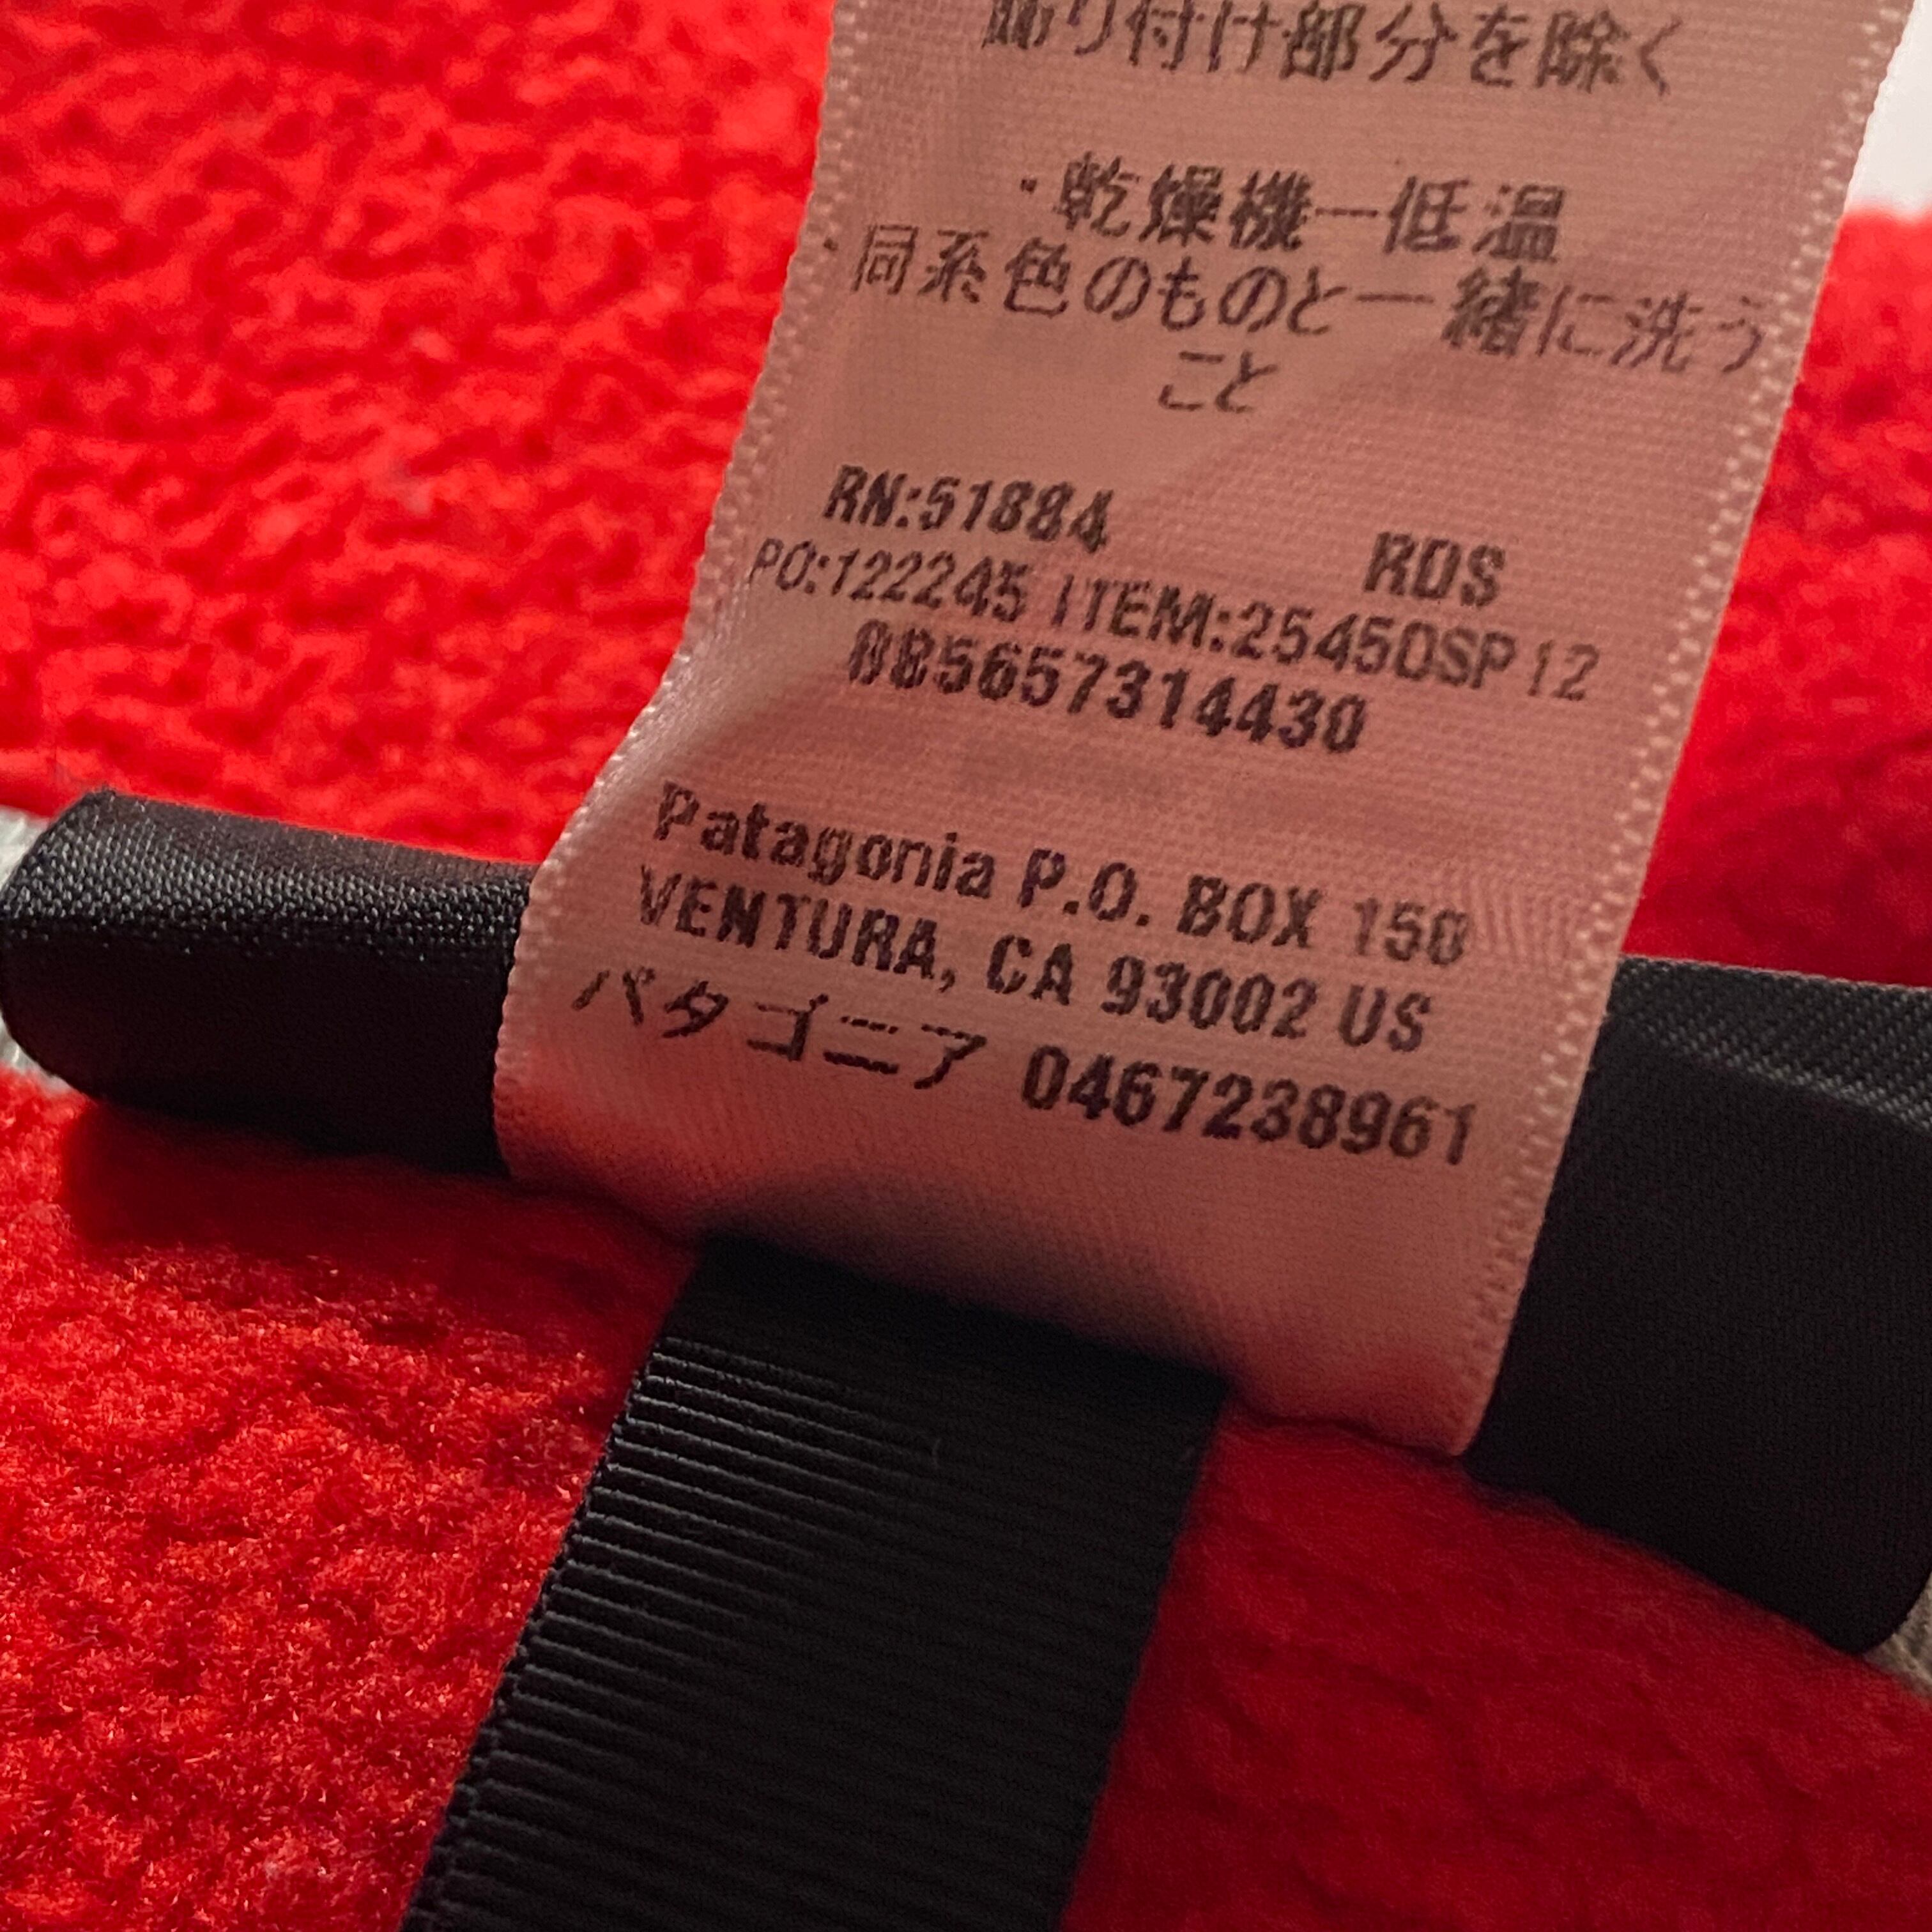 貼り付け部分を除く
・乾燥機ー低温
・同系色のものと一緒に洗う
こと
RN:51884 RDS
PO:122245 ITEM:25450SP12
885657314430
Patagonia P.O. BOX 150
VENTURA, CA 93002 US
パタゴニア 0467238961